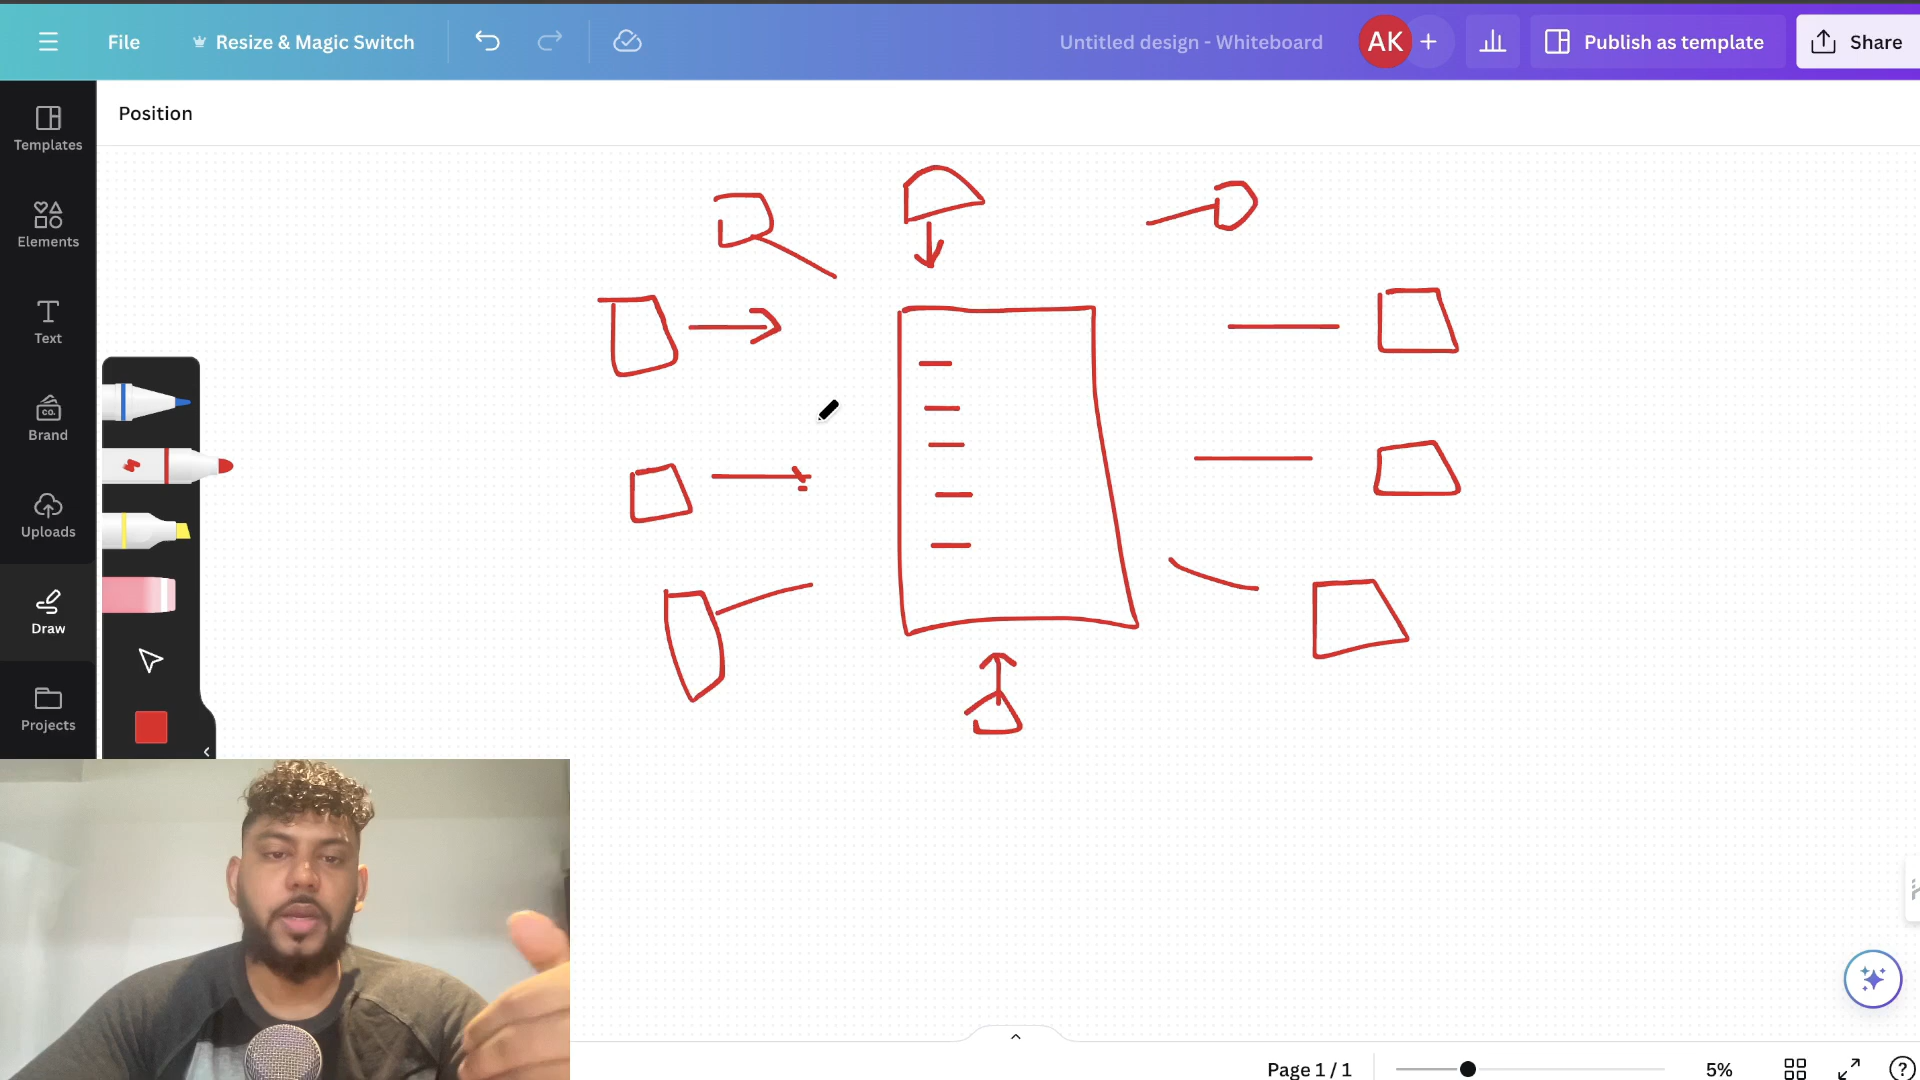 File
Resize & Magic Switch
Untitled design - Whiteboard
AK
Publish as template
Share
Position
Templates
Elements
Text
CO.
Brand
Uploads
Draw
Projects
Page 1 / 1
5%